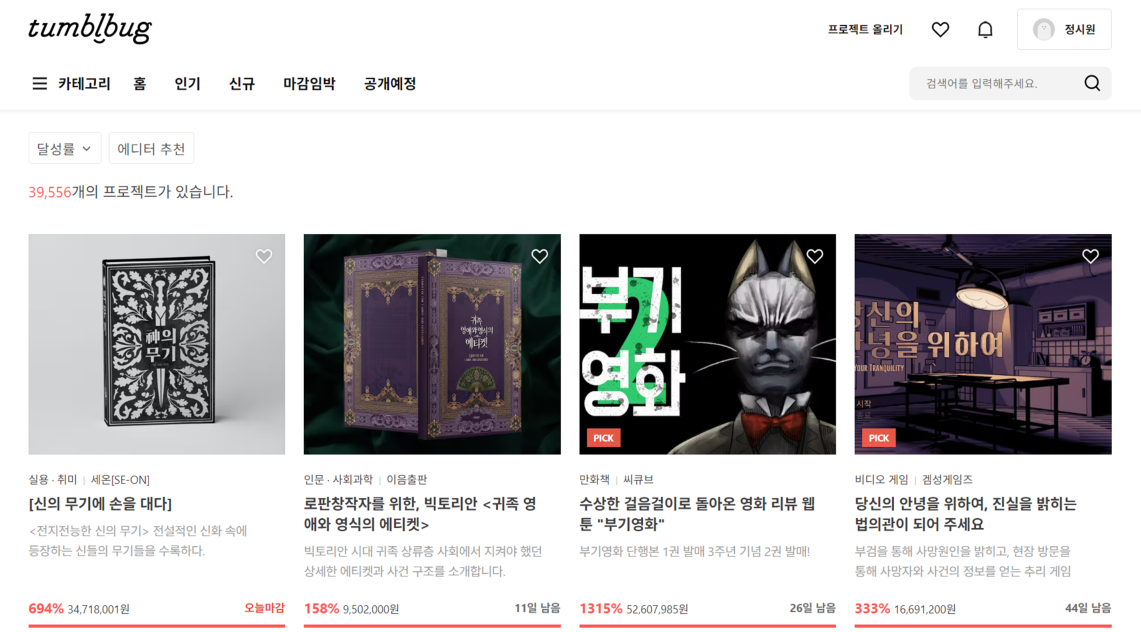 tumblbug
프로젝트 올리기
정시원
카테고리 홈 인기 신규 마감임박 공개예정
검색어를 입력해주세요.
달성률 에디터 추천
39,556개의 프로젝트가 있습니다.
神의
무기
실용 · 취미 | 세온[SE-ON]
[신의 무기에 손을 대다]
<전지전능한 신의 무기> 전설적인 신화 속에
등장하는 신들의 무기들을 수록하다.
694% 34,718,001원 오늘마감
귀족
영애와 영식의
에티켓
인문 · 사회과학 | 이음출판
로판창작자를 위한, 빅토리안 <귀족 영
애와 영식의 에티켓>
빅토리안 시대 귀족 상류층 사회에서 지켜야 했던
상세한 에티켓과 사건 구조를 소개합니다.
158% 9,502,000원 11일 남음
부기
2
영화
PICK
만화책 | 씨큐브
수상한 걸음걸이로 돌아온 영화 리뷰 웹
툰 "부기영화"
부기영화 단행본 1권 발매 3주년 기념 2권 발매!
1315% 52,607,985원 26일 남음
당신의
안녕을 위하여
YOUR TRANQUILITY
시작
PICK
비디오 게임 | 겜성게임즈
당신의 안녕을 위하여, 진실을 밝히는
법의관이 되어 주세요
부검을 통해 사망원인을 밝히고, 현장 방문을
통해 사망자와 사건의 정보를 얻는 추리 게임
333% 16,691,200원 44일 남음